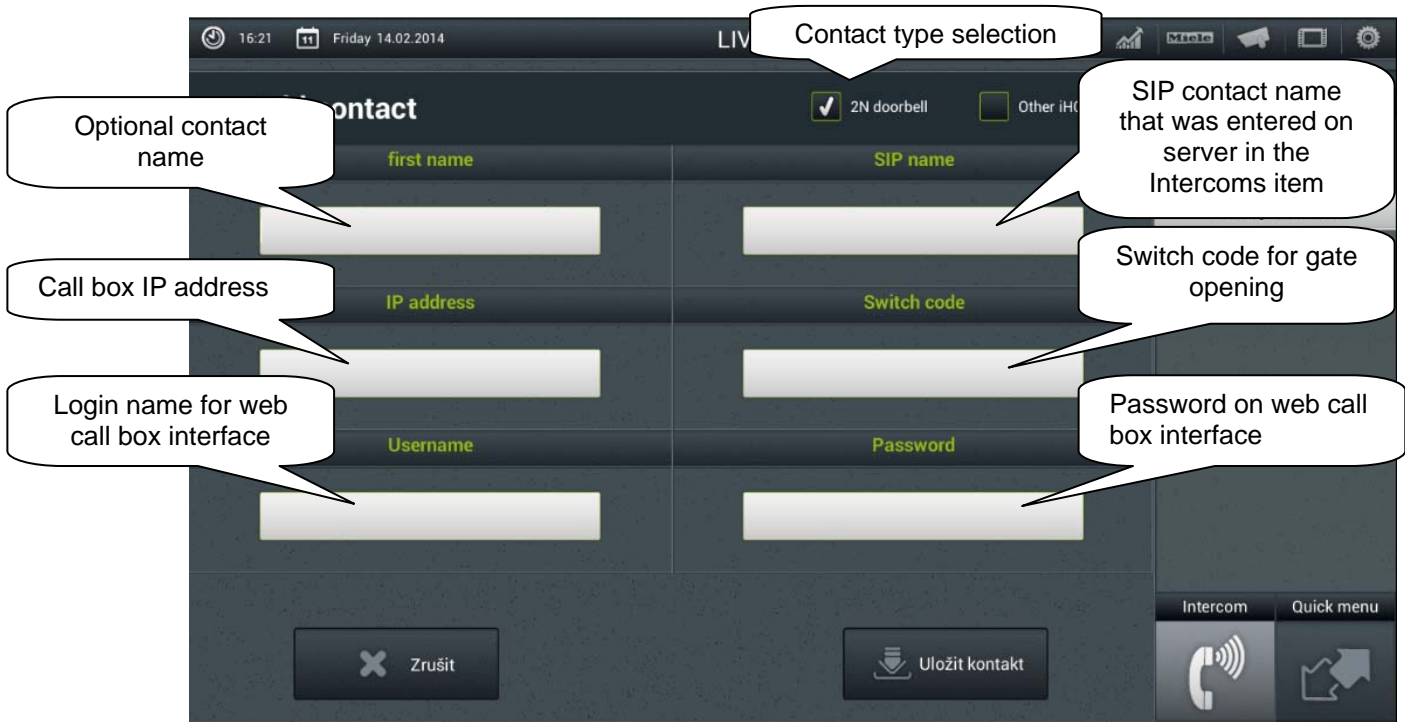 16:21 11 Friday 14.02.2014
LIV
Contact type selection
Miele
ontact
2N doorbell
Other iHC
Optional contact
name
SIP contact name
that was entered on
server in the
Intercoms item
first name
SIP name
Call box IP address
Switch code for gate
opening
IP address
Switch code
Login name for web
call box interface
Password on web call
box interface
Username
Password
Intercom
Quick menu
Zrušit
Uložit kontakt